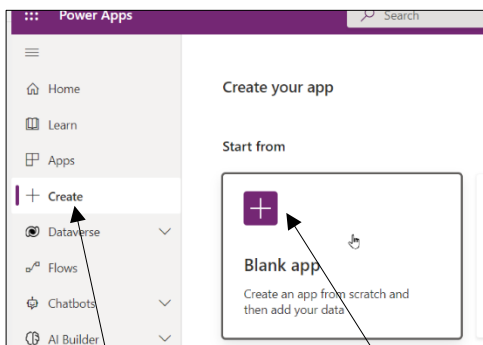 Power Apps
Search
Home
Learn
Apps
Create
Dataverse
Flows
Chatbots
AI Builder
Create your app
Start from
Blank app
Create an app from scratch and
then add your data